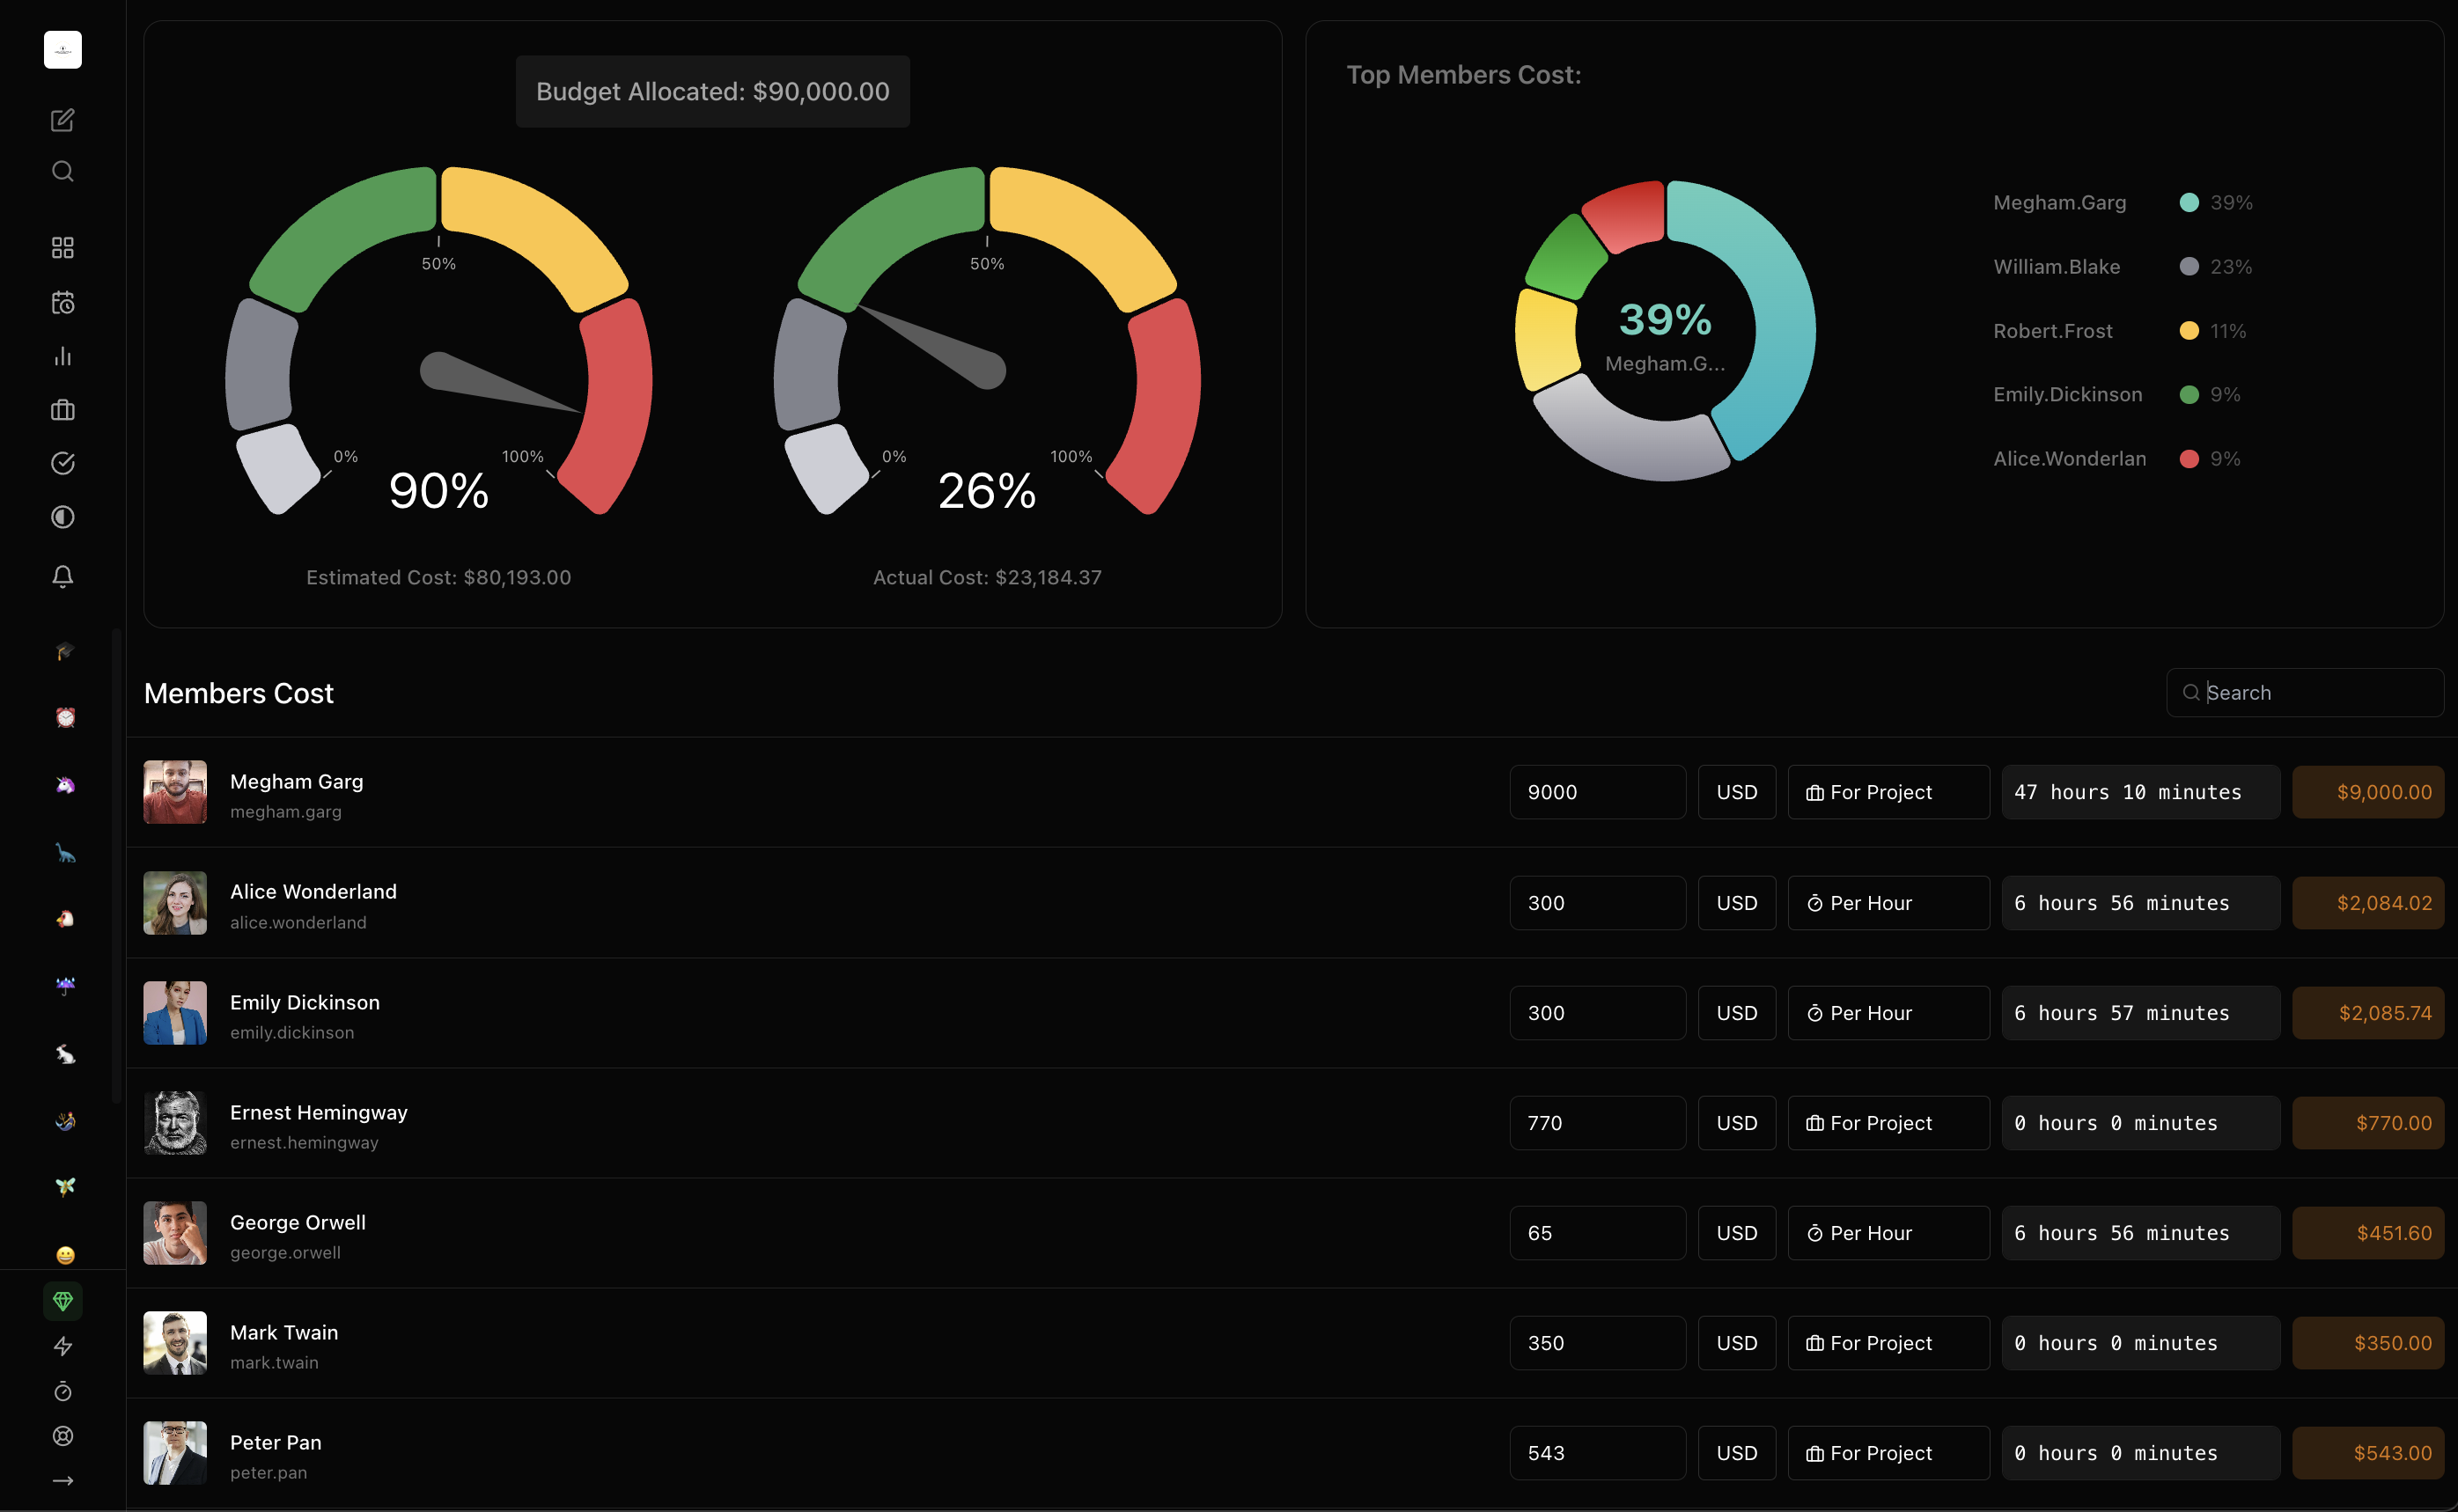 Budget Allocated: $90,000.00
50%
0%
100%
90%
Estimated Cost: $80,193.00
50%
0%
100%
26%
Actual Cost: $23,184.37
Top Members Cost:
39%
Megham.G...
Megham.Garg 39%
William.Blake 23%
Robert.Frost 11%
Emily.Dickinson 9%
Alice.Wonderlan 9%
Members Cost
Search
Megham Garg
megham.garg
9000 USD For Project 47 hours 10 minutes $9,000.00
Alice Wonderland
alice.wonderland
300 USD Per Hour 6 hours 56 minutes $2,084.02
Emily Dickinson
emily.dickinson
300 USD Per Hour 6 hours 57 minutes $2,085.74
Ernest Hemingway
ernest.hemingway
770 USD For Project 0 hours 0 minutes $770.00
George Orwell
george.orwell
65 USD Per Hour 6 hours 56 minutes $451.60
Mark Twain
mark.twain
350 USD For Project 0 hours 0 minutes $350.00
Peter Pan
peter.pan
543 USD For Project 0 hours 0 minutes $543.00